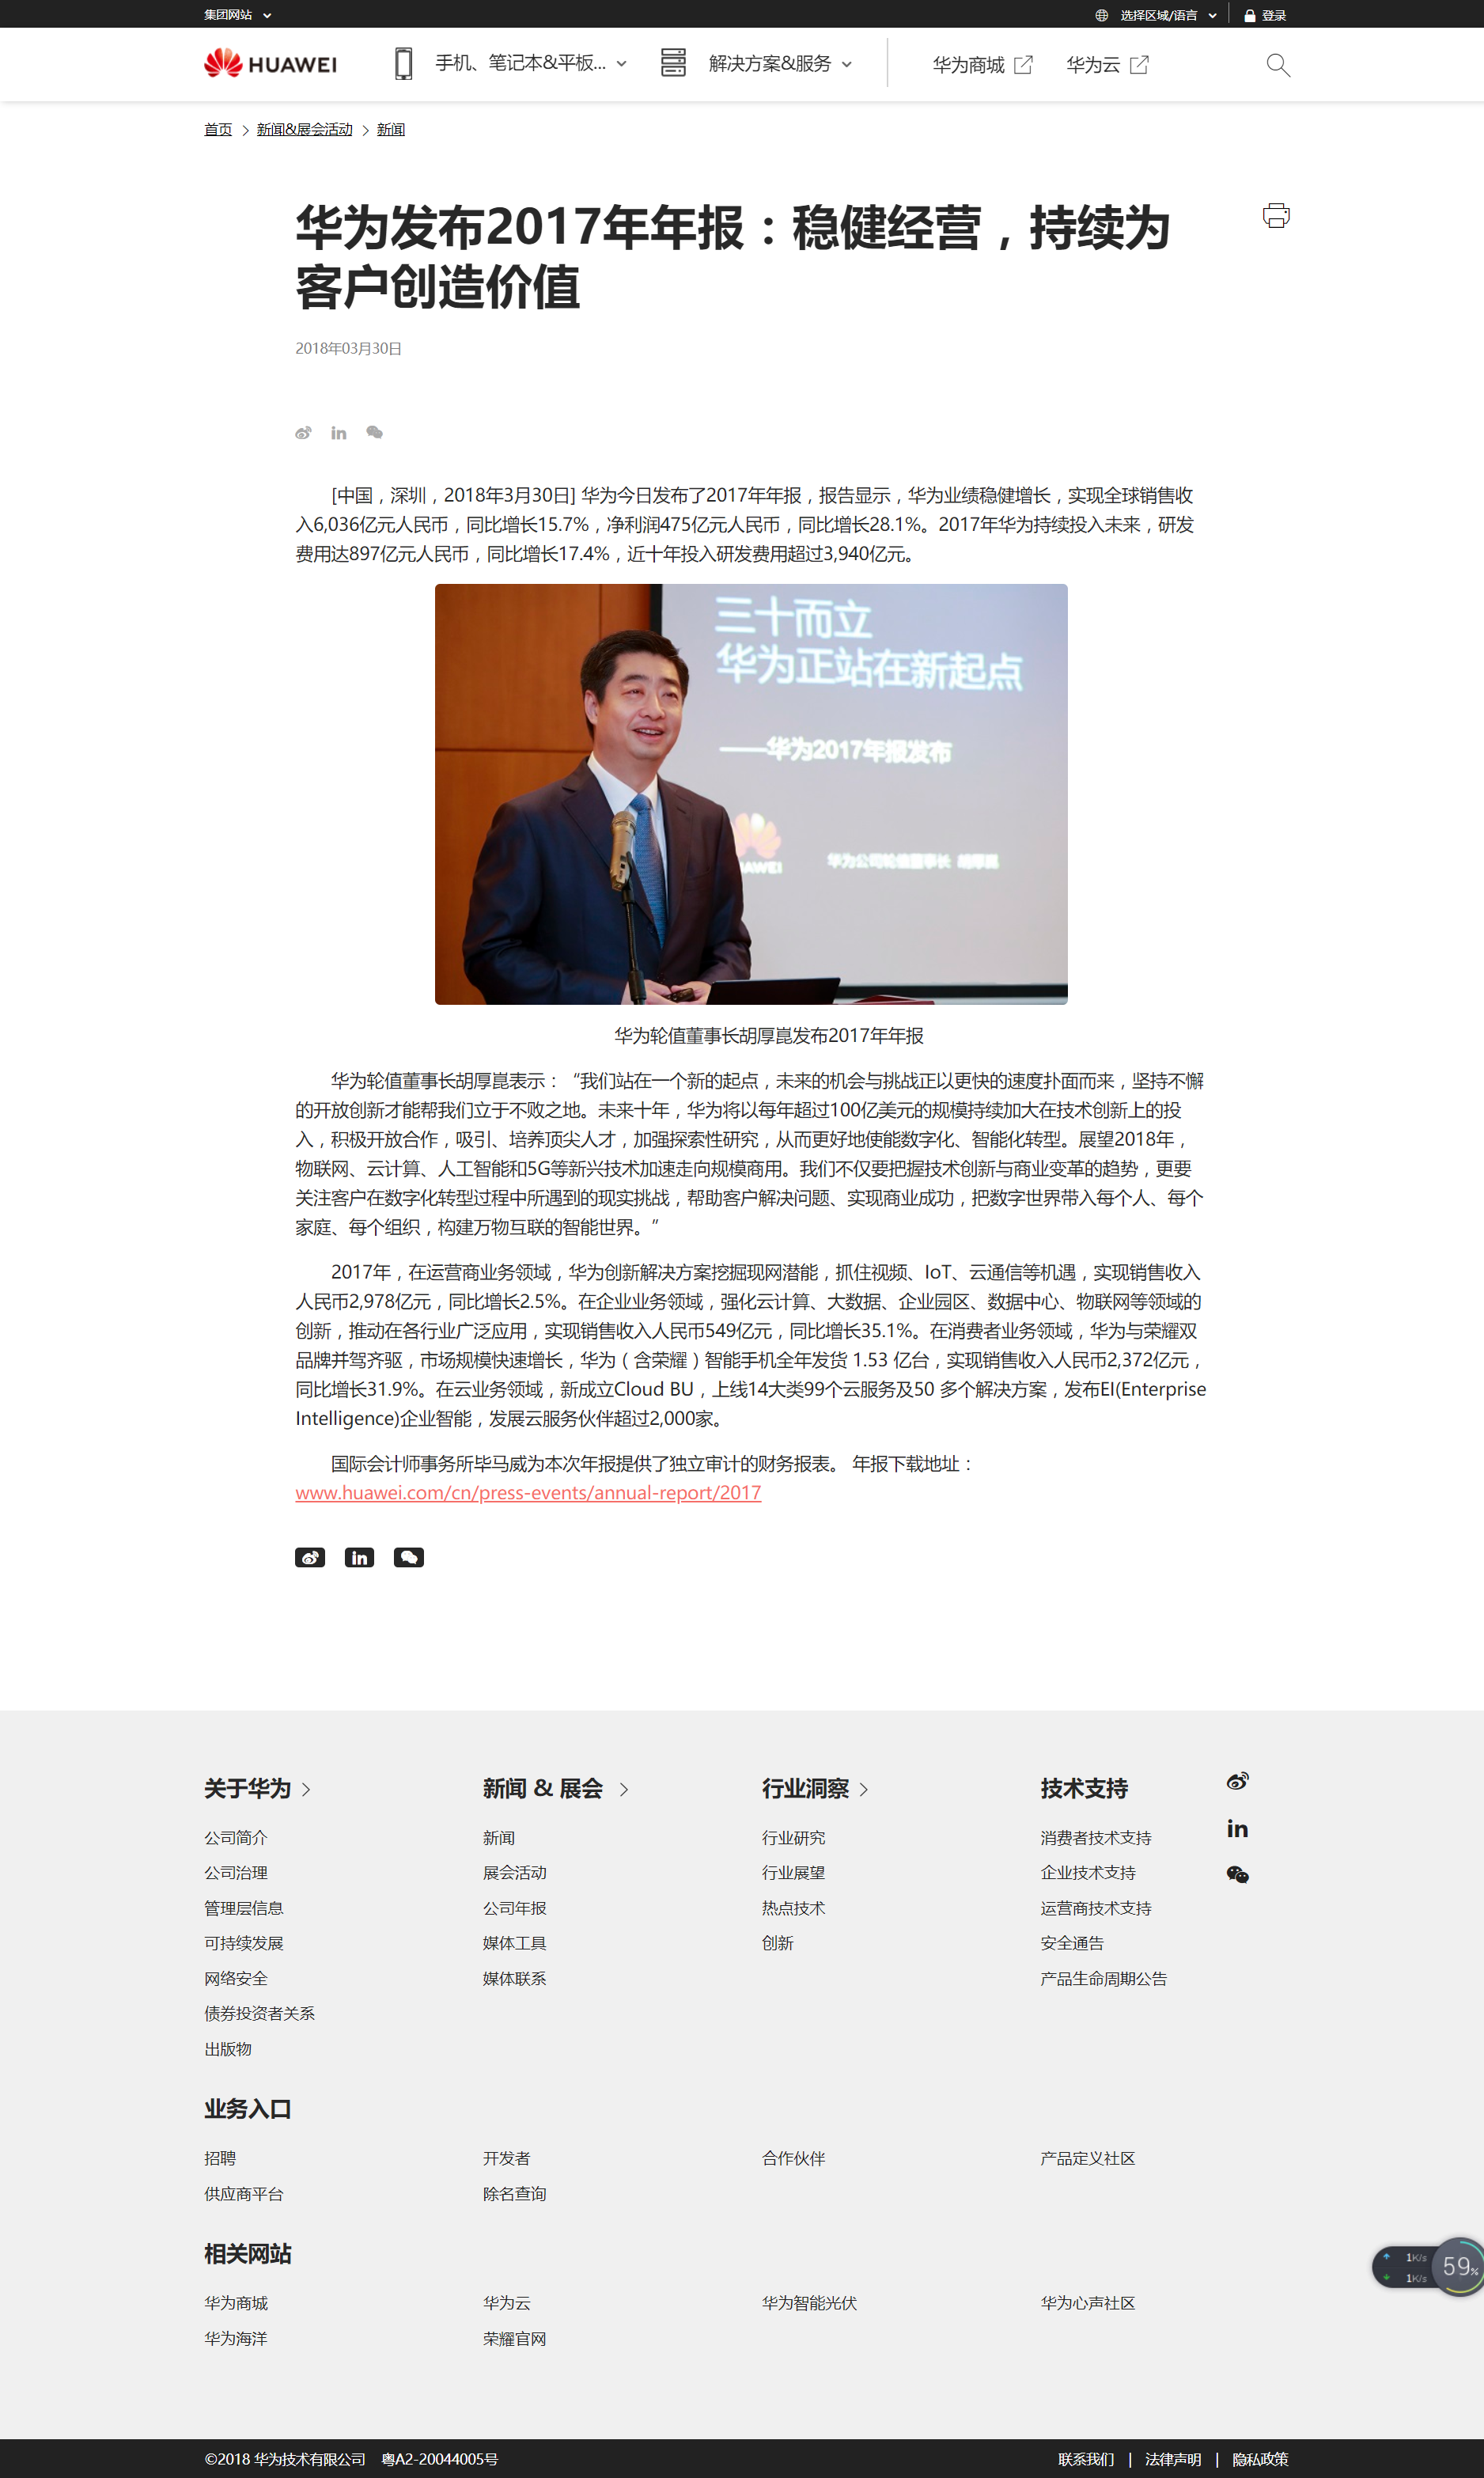 集团网站
选择区域/语言
登录
HUAWEI
手机、笔记本&平板...
解决方案&服务
华为商城
华为云
首页 > 新闻&展会活动 > 新闻
华为发布2017年年报：稳健经营，持续为
客户创造价值
2018年03月30日
[中国，深圳，2018年3月30日] 华为今日发布了2017年年报，报告显示，华为业绩稳健增长，实现全球销售收
入6,036亿元人民币，同比增长15.7%，净利润475亿元人民币，同比增长28.1%。2017年华为持续投入未来，研发
费用达897亿元人民币，同比增长17.4%，近十年投入研发费用超过3,940亿元。
三十而立
华为正站在新起点
——华为2017年报发布
HUAWEI
华为公司轮值董事长 胡厚崑
华为轮值董事长胡厚崑发布2017年年报
华为轮值董事长胡厚崑表示：“我们站在一个新的起点，未来的机会与挑战正以更快的速度扑面而来，坚持不懈
的开放创新才能帮我们立于不败之地。未来十年，华为将以每年超过100亿美元的规模持续加大在技术创新上的投
入，积极开放合作，吸引、培养顶尖人才，加强探索性研究，从而更好地使能数字化、智能化转型。展望2018年，
物联网、云计算、人工智能和5G等新兴技术加速走向规模商用。我们不仅要把握技术创新与商业变革的趋势，更要
关注客户在数字化转型过程中所遇到的现实挑战，帮助客户解决问题、实现商业成功，把数字世界带入每个人、每个
家庭、每个组织，构建万物互联的智能世界。”
2017年，在运营商业务领域，华为创新解决方案挖掘现网潜能，抓住视频、IoT、云通信等机遇，实现销售收入
人民币2,978亿元，同比增长2.5%。在企业业务领域，强化云计算、大数据、企业园区、数据中心、物联网等领域的
创新，推动在各行业广泛应用，实现销售收入人民币549亿元，同比增长35.1%。在消费者业务领域，华为与荣耀双
品牌并驾齐驱，市场规模快速增长，华为（含荣耀）智能手机全年发货 1.53 亿台，实现销售收入人民币2,372亿元，
同比增长31.9%。在云业务领域，新成立Cloud BU，上线14大类99个云服务及50 多个解决方案，发布EI(Enterprise
Intelligence)企业智能，发展云服务伙伴超过2,000家。
国际会计师事务所毕马威为本次年报提供了独立审计的财务报表。 年报下载地址：
www.huawei.com/cn/press-events/annual-report/2017
关于华为
公司简介
公司治理
管理层信息
可持续发展
网络安全
债券投资者关系
出版物
新闻 & 展会
新闻
展会活动
公司年报
媒体工具
媒体联系
行业洞察
行业研究
行业展望
热点技术
创新
技术支持
消费者技术支持
企业技术支持
运营商技术支持
安全通告
产品生命周期公告
业务入口
招聘
开发者
合作伙伴
产品定义社区
供应商平台
除名查询
相关网站
华为商城
华为云
华为智能光伏
华为心声社区
华为海洋
荣耀官网
1K/s
1K/s
59%
©2018 华为技术有限公司 粤A2-20044005号
联系我们 | 法律声明 | 隐私政策